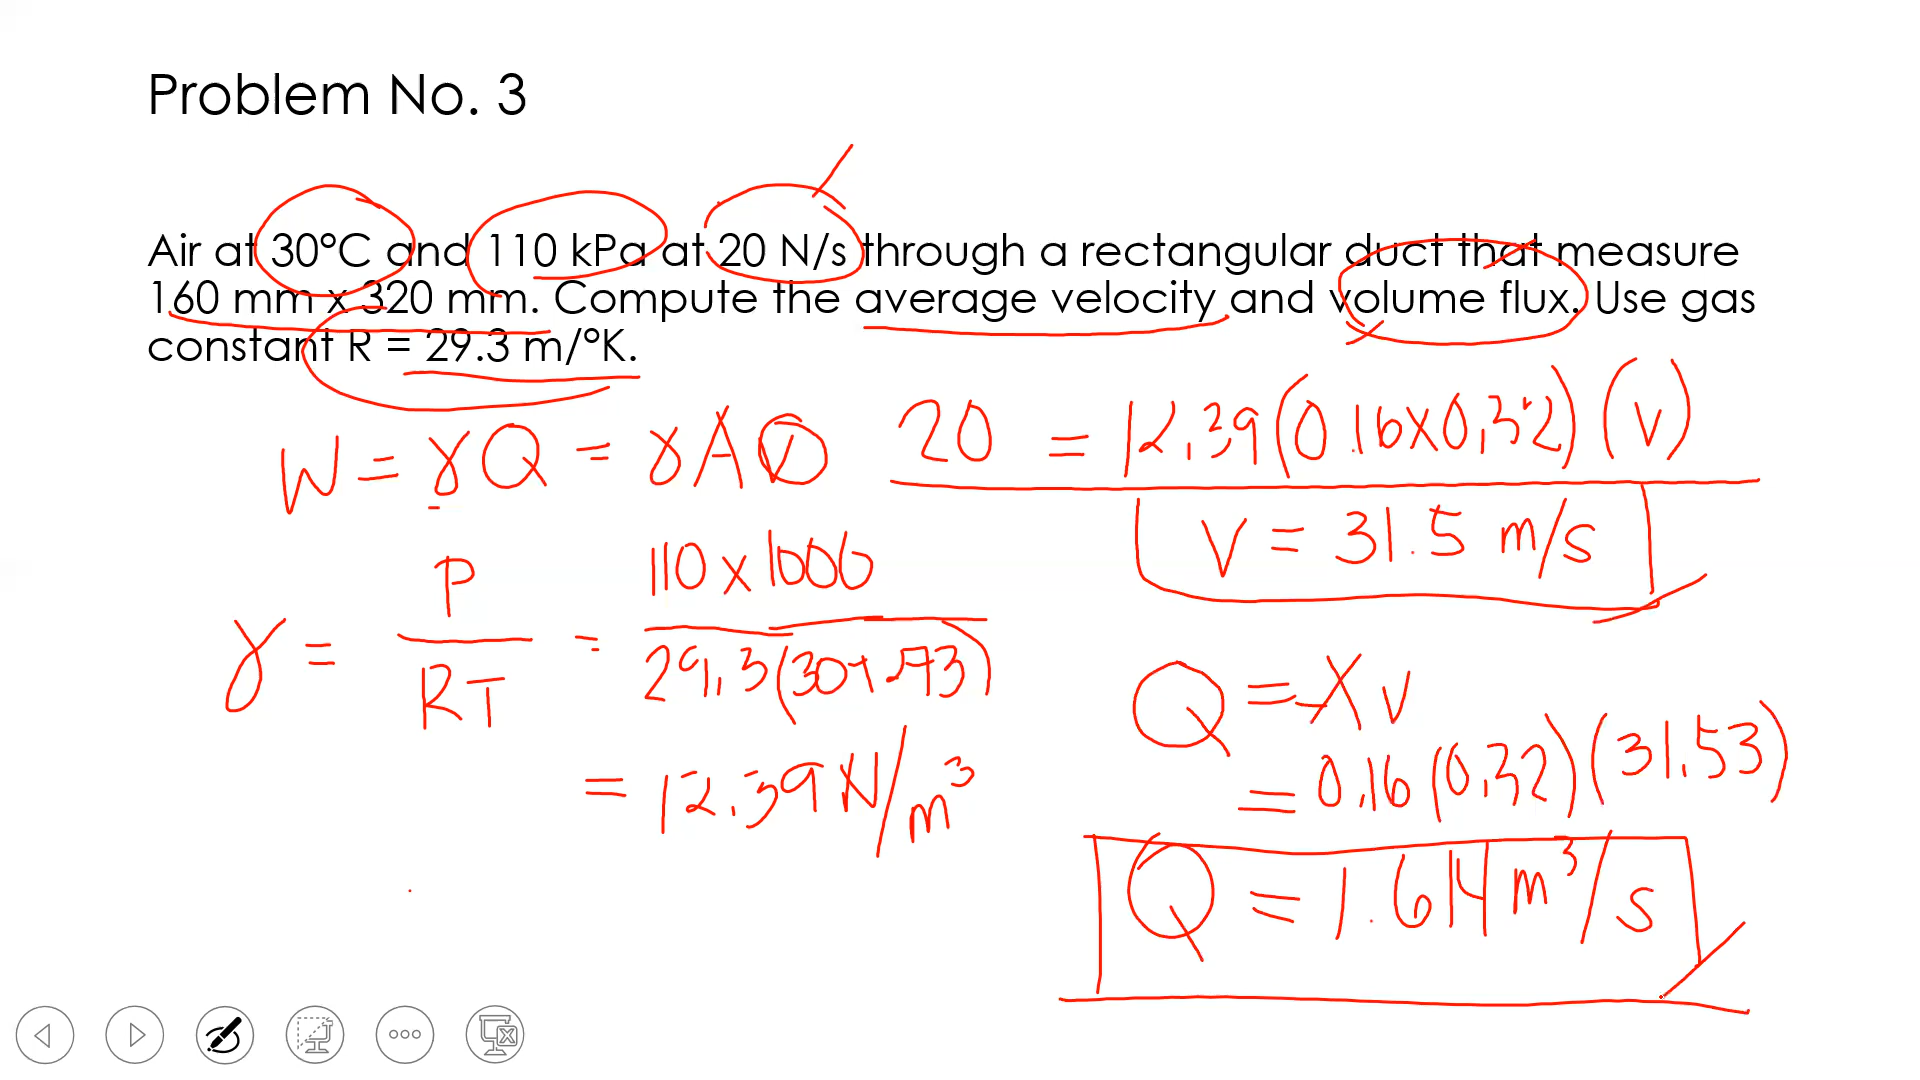 Problem No. 3
Air at 30°C and 110 kPa at 20 N/s through a rectangular duct that measure
160 mm x 320 mm. Compute the average velocity and volume flux. Use gas
constant R = 29.3 m/°K.
W = γQ = γAV
γ = P/RT = 110 x 1000 / 29.3(30+273)
= 12.39 N/m³
20 = 12.39(0.16x0.32)(v)
V = 31.5 m/s
Q = AV
= 0.16(0.32)(31.53)
Q = 1.614 m³/s